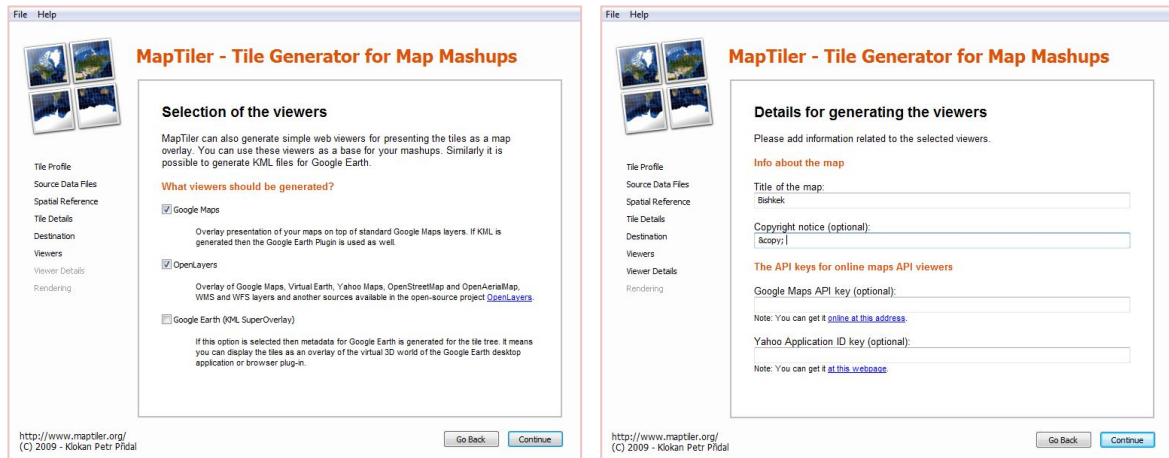 File Help
MapTiler - Tile Generator for Map Mashups
Selection of the viewers
MapTiler can also generate simple web viewers for presenting the tiles as a map
overlay. You can use these viewers as a base for your mashups. Similarly it is
possible to generate KML files for Google Earth.
What viewers should be generated?
Google Maps
Overlay presentation of your maps on top of standard Google Maps layers. If KML is
generated then the Google Earth Plugin is used as well.
OpenLayers
Overlay of Google Maps, Virtual Earth, Yahoo Maps, OpenStreetMap and OpenAerialMap,
WMS and WFS layers and another sources available in the open-source project OpenLayers.
Google Earth (KML SuperOverlay)
If this option is selected then metadata for Google Earth is generated for the tile tree. It means
you can display the tiles as an overlay of the virtual 3D world of the Google Earth desktop
application or browser plug-in.
Tile Profile
Source Data Files
Spatial Reference
Tile Details
Destination
Viewers
Viewer Details
Rendering
http://www.maptiler.org/
(C) 2009 - Klokan Petr Přidal
Go Back Continue
File Help
MapTiler - Tile Generator for Map Mashups
Details for generating the viewers
Please add information related to the selected viewers.
Info about the map
Title of the map:
Bishkek
Copyright notice (optional):
&copy;
The API keys for online maps API viewers
Google Maps API key (optional):
Note: You can get it online at this address.
Yahoo Application ID key (optional):
Note: You can get it at this webpage.
Tile Profile
Source Data Files
Spatial Reference
Tile Details
Destination
Viewers
Viewer Details
Rendering
http://www.maptiler.org/
(C) 2009 - Klokan Petr Přidal
Go Back Continue